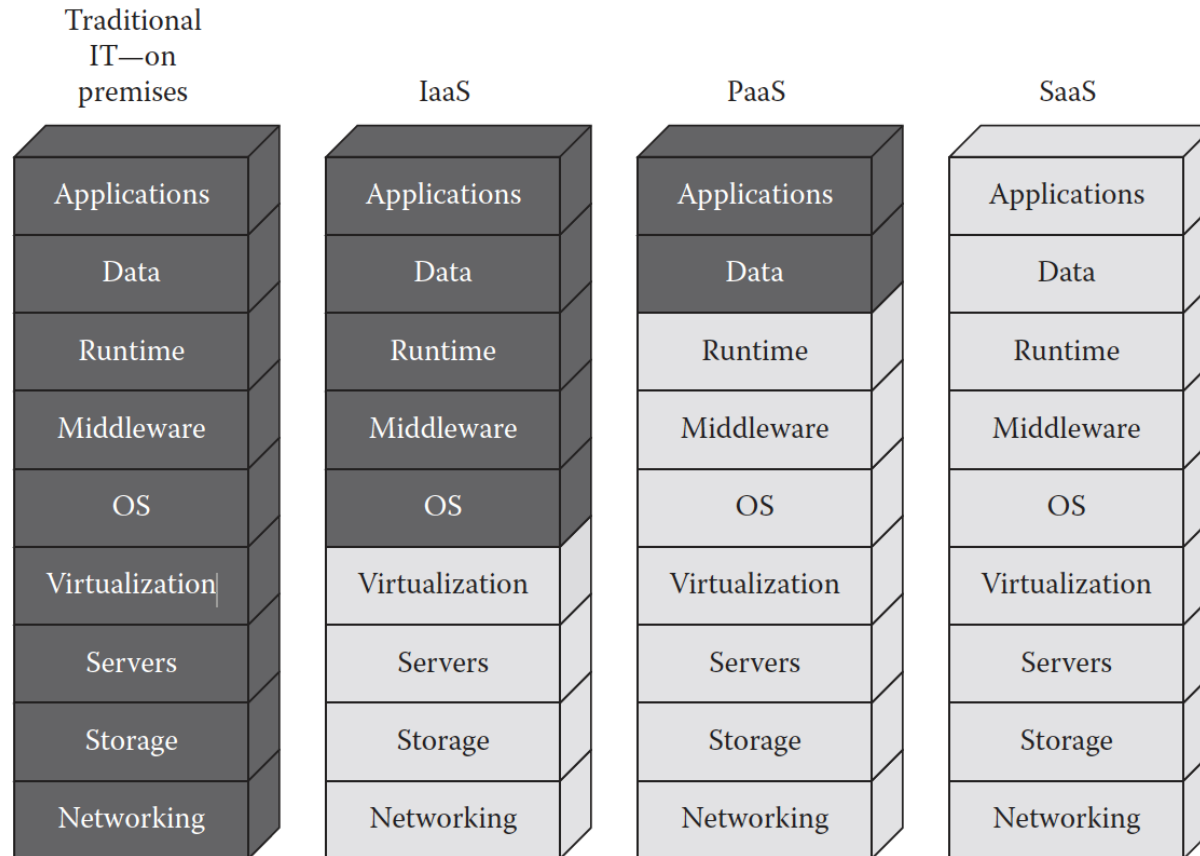 Traditional
IT—on
premises
IaaS
PaaS
SaaS
Applications
Applications
Applications
Applications
Data
Data
Data
Data
Runtime
Runtime
Runtime
Runtime
Middleware
Middleware
Middleware
Middleware
OS
OS
OS
OS
Virtualization
Virtualization
Virtualization
Virtualization
Servers
Servers
Servers
Servers
Storage
Storage
Storage
Storage
Networking
Networking
Networking
Networking